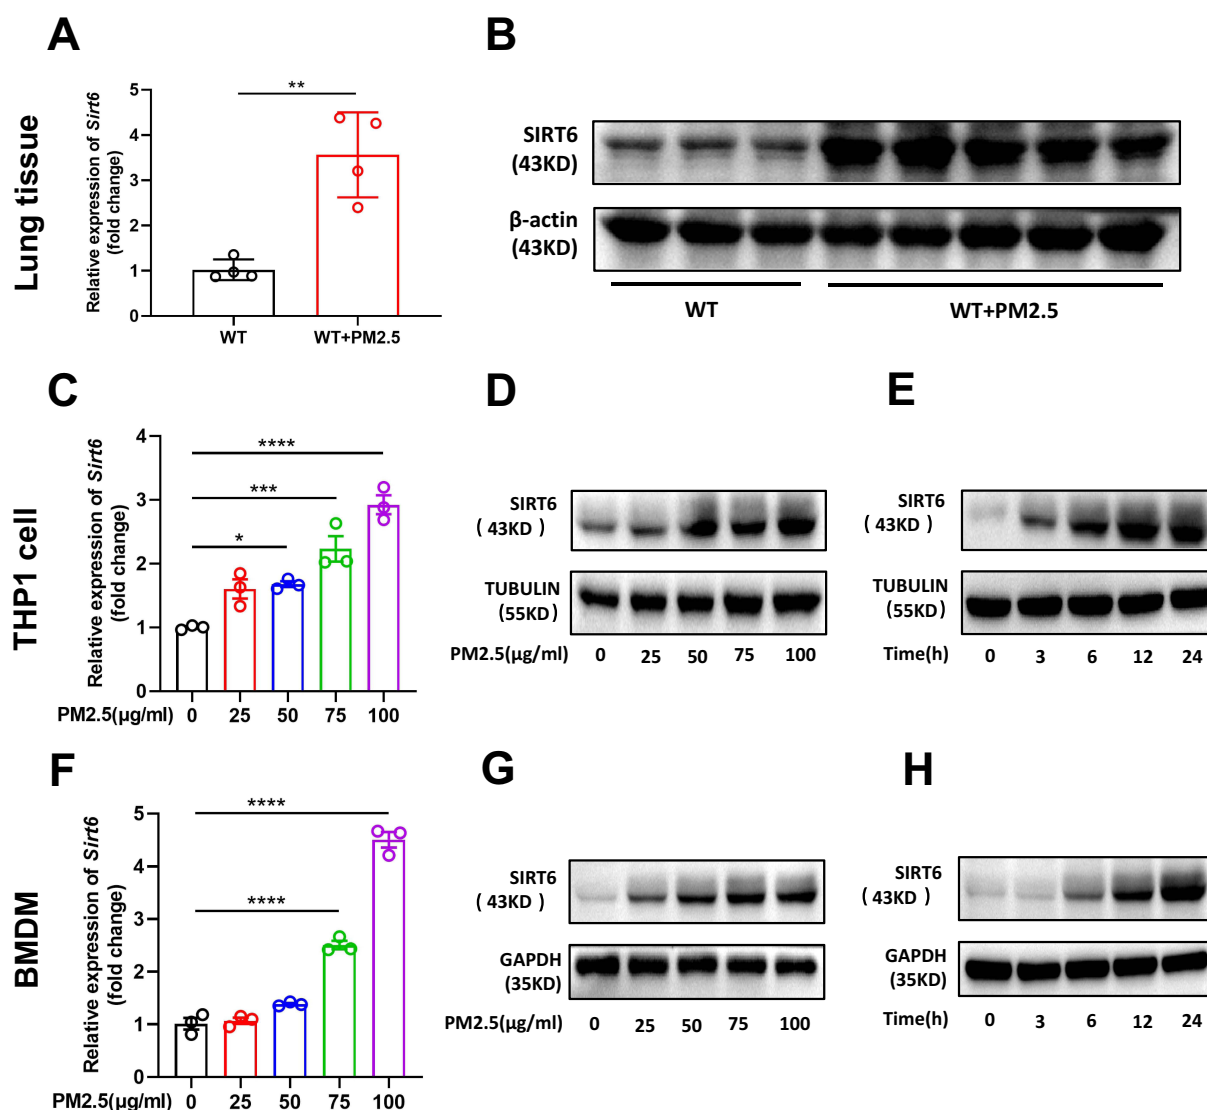 A
Lung tissue
Relative expression of Sirt6
(fold change)
5
4
3
2
1
0
**
WT
WT+PM2.5
B
SIRT6
(43KD)
β-actin
(43KD)
WT
WT+PM2.5
C
THP1 cell
Relative expression of Sirt6
(fold change)
4
3
2
1
0
****
***
*
PM2.5(μg/ml) 0 25 50 75 100
D
SIRT6
( 43KD )
TUBULIN
(55KD)
PM2.5(μg/ml) 0 25 50 75 100
E
SIRT6
( 43KD )
TUBULIN
(55KD)
Time(h) 0 3 6 12 24
F
BMDM
Relative expression of Sirt6
(fold change)
5
4
3
2
1
0
****
****
PM2.5(μg/ml) 0 25 50 75 100
G
SIRT6
( 43KD )
GAPDH
(35KD)
PM2.5(μg/ml) 0 25 50 75 100
H
SIRT6
( 43KD )
GAPDH
(35KD)
Time(h) 0 3 6 12 24